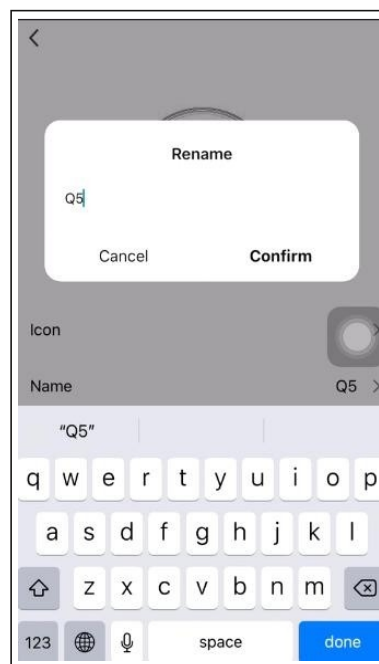 Rename
Q5
Cancel Confirm
Icon
Name Q5
“Q5”
q w e r t y u i o p
a s d f g h j k l
z x c v b n m
123 space done